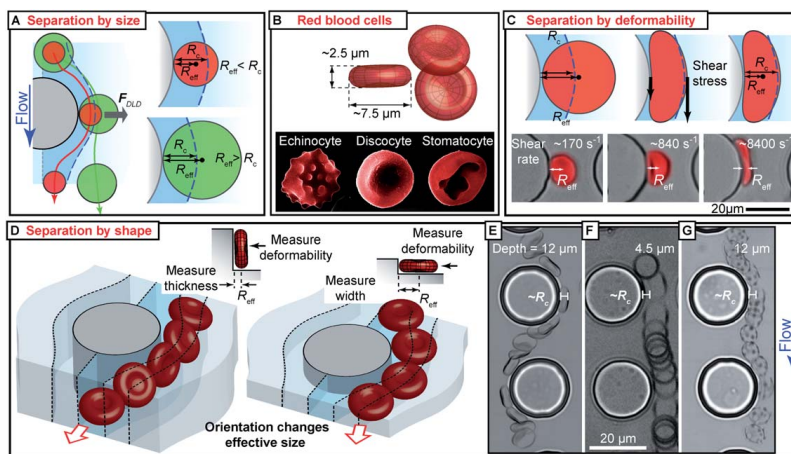 A Separation by size
Flow
F_DLD
R_c
R_eff
R_eff < R_c
R_c
R_eff
R_eff > R_c
B Red blood cells
~2.5 µm
~7.5 µm
Echinocyte Discocyte Stomatocyte
C Separation by deformability
R_c
R_eff
Shear
stress
R_c
R_eff
Shear ~170 s⁻¹
rate
R_eff
~840 s⁻¹
R_eff
~8400 s⁻¹
R_eff
20µm
D Separation by shape
Measure
deformability
Measure
thickness
R_eff
Measure
deformability
Measure
width
R_eff
Orientation changes
effective size
E
Depth = 12 µm
~R_c
F
4.5 µm
~R_c
20 µm
G
12 µm
~R_c
Flow